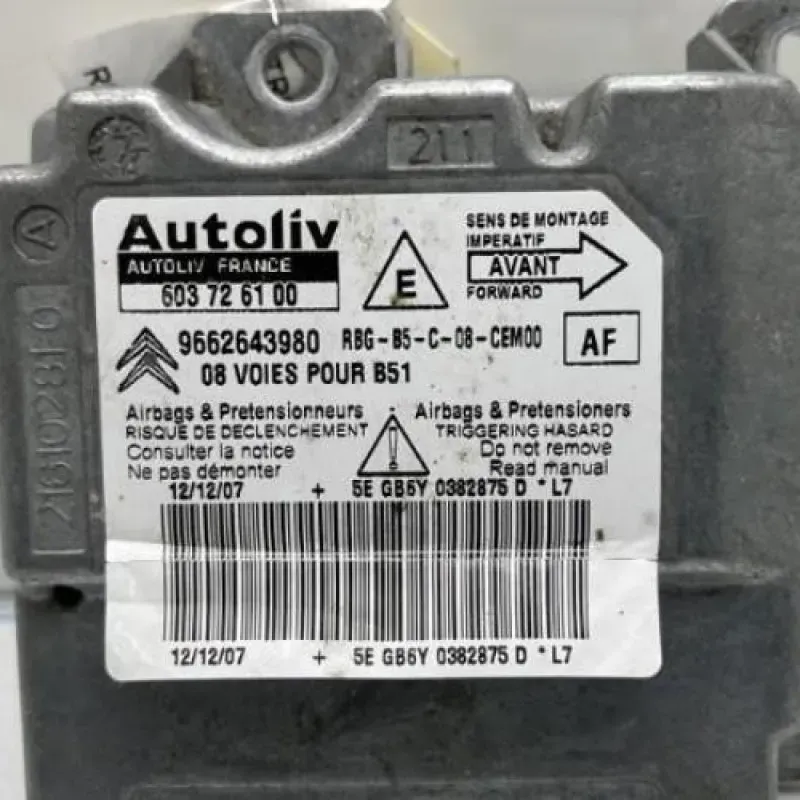 211
A
21610281-0
Autoliv
AUTOLIV FRANCE
603 72 61 00
E
SENS DE MONTAGE
IMPERATIF
AVANT
FORWARD
9662643980 RBG-B5-C-08-CEM00
AF
08 VOIES POUR B51
Airbags & Pretensionneurs
RISQUE DE DECLENCHEMENT
Consulter la notice
Ne pas démonter
!
Airbags & Pretensioners
TRIGGERING HASARD
Do not remove
Read manual
12/12/07 + 5E GB6Y 0382875 D * L7
12/12/07 + 5E GB6Y 0382875 D * L7